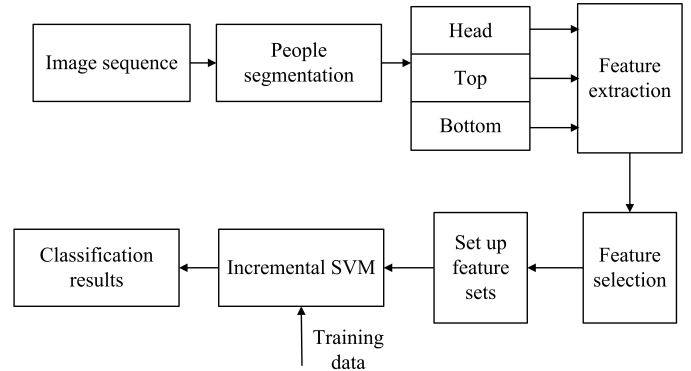 Image sequence
People
segmentation
Head
Top
Bottom
Feature
extraction
Classification
results
Incremental SVM
Set up
feature
sets
Feature
selection
Training
data